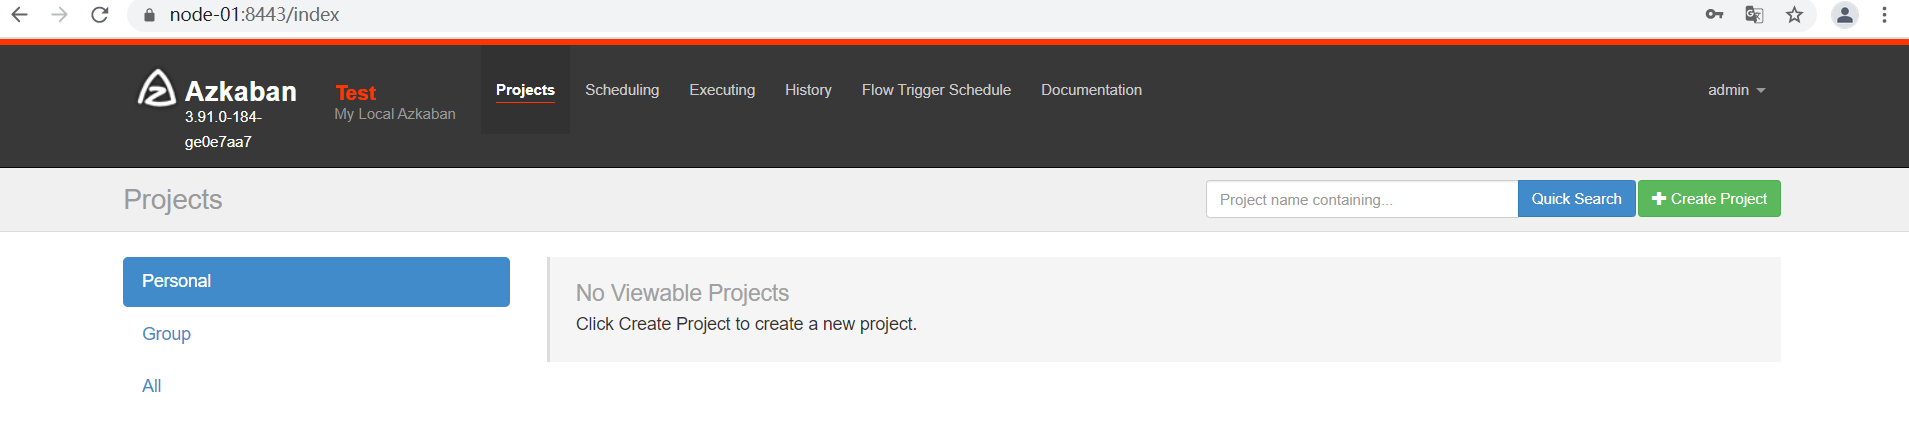 node-01:8443/index
Azkaban
3.91.0-184-
ge0e7aa7
Test
My Local Azkaban
Projects Scheduling Executing History Flow Trigger Schedule Documentation admin
Projects
Project name containing...
Quick Search
Create Project
Personal
Group
All
No Viewable Projects
Click Create Project to create a new project.